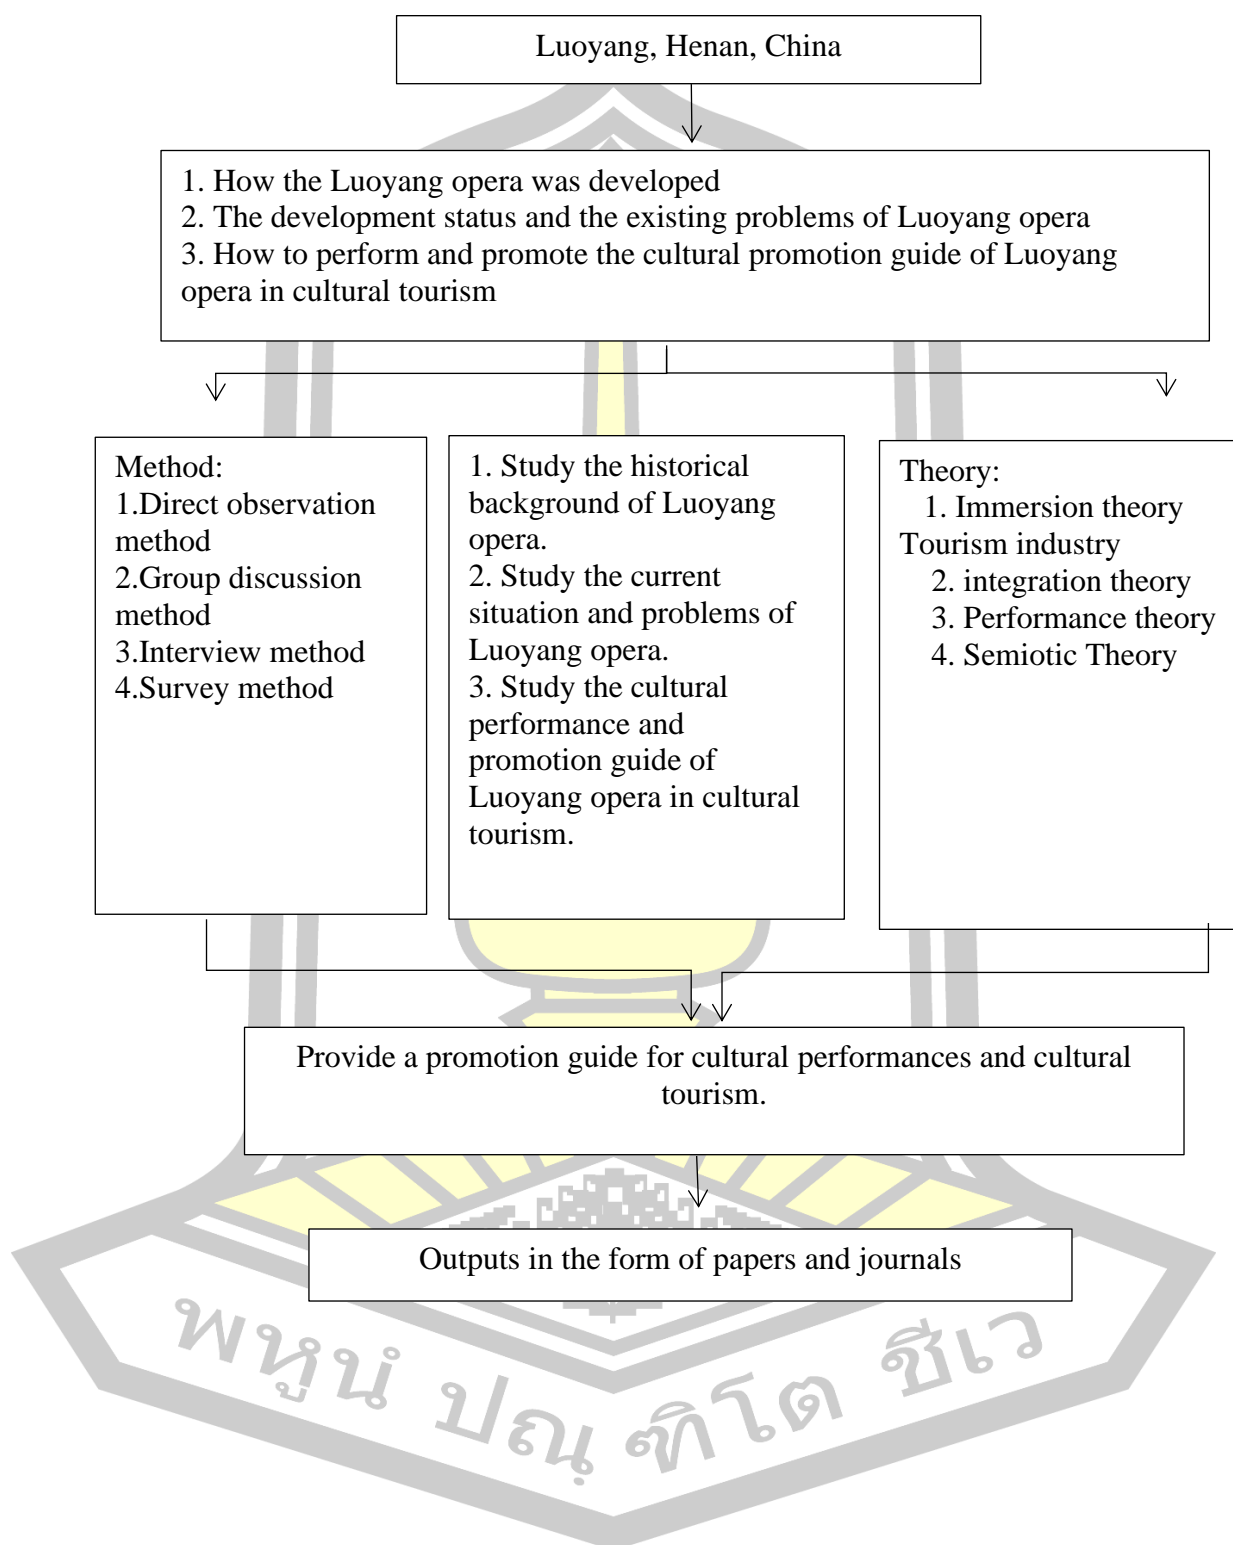 Luoyang, Henan, China
1. How the Luoyang opera was developed
2. The development status and the existing problems of Luoyang opera
3. How to perform and promote the cultural promotion guide of Luoyang
opera in cultural tourism
Method:
1.Direct observation
method
2.Group discussion
method
3.Interview method
4.Survey method
1. Study the historical
background of Luoyang
opera.
2. Study the current
situation and problems of
Luoyang opera.
3. Study the cultural
performance and
promotion guide of
Luoyang opera in cultural
tourism.
Theory:
1. Immersion theory
Tourism industry
2. integration theory
3. Performance theory
4. Semiotic Theory
Provide a promotion guide for cultural performances and cultural
tourism.
Outputs in the form of papers and journals
พหูนํ ปณฺฑิโต ชีเว